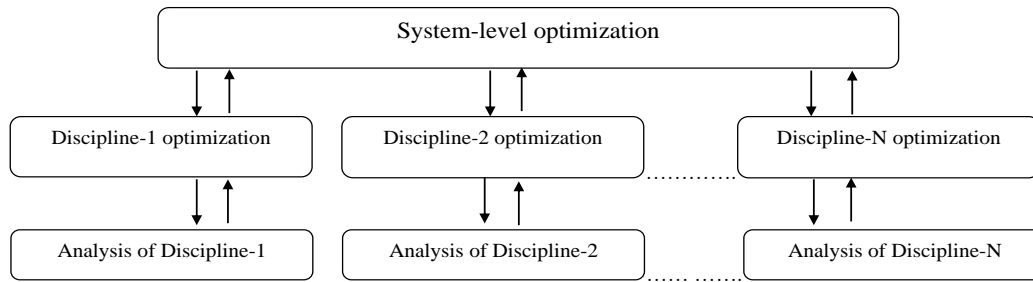 System-level optimization
Discipline-1 optimization
Discipline-2 optimization
Discipline-N optimization
Analysis of Discipline-1
Analysis of Discipline-2
Analysis of Discipline-N